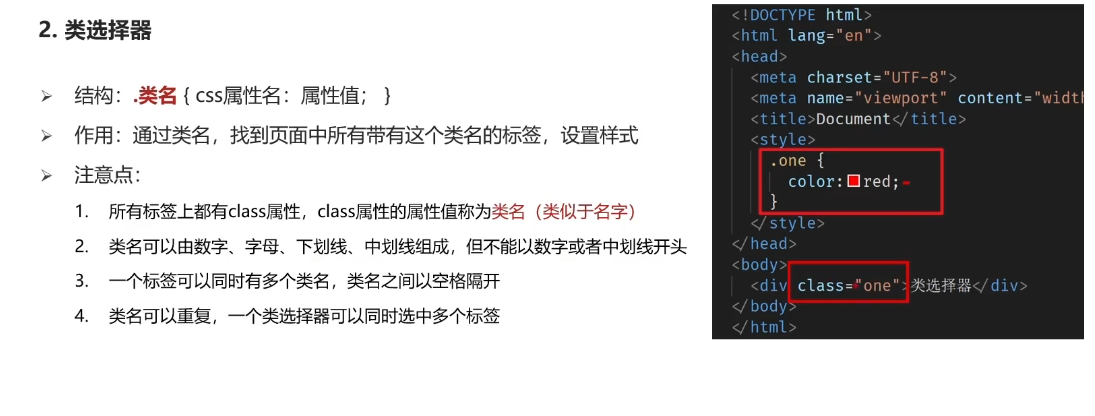 2. 类选择器
➢ 结构：.类名 { css属性名：属性值； }
➢ 作用：通过类名，找到页面中所有带有这个类名的标签，设置样式
➢ 注意点：
1. 所有标签上都有class属性，class属性的属性值称为类名（类似于名字）
2. 类名可以由数字、字母、下划线、中划线组成，但不能以数字或者中划线开头
3. 一个标签可以同时有多个类名，类名之间以空格隔开
4. 类名可以重复，一个类选择器可以同时选中多个标签
<!DOCTYPE html>
<html lang="en">
<head>
<meta charset="UTF-8">
<meta name="viewport" content="width
<title>Document</title>
<style>
.one {
color:red;
}
</style>
</head>
<body>
<div class="one">类选择器</div>
</body>
</html>